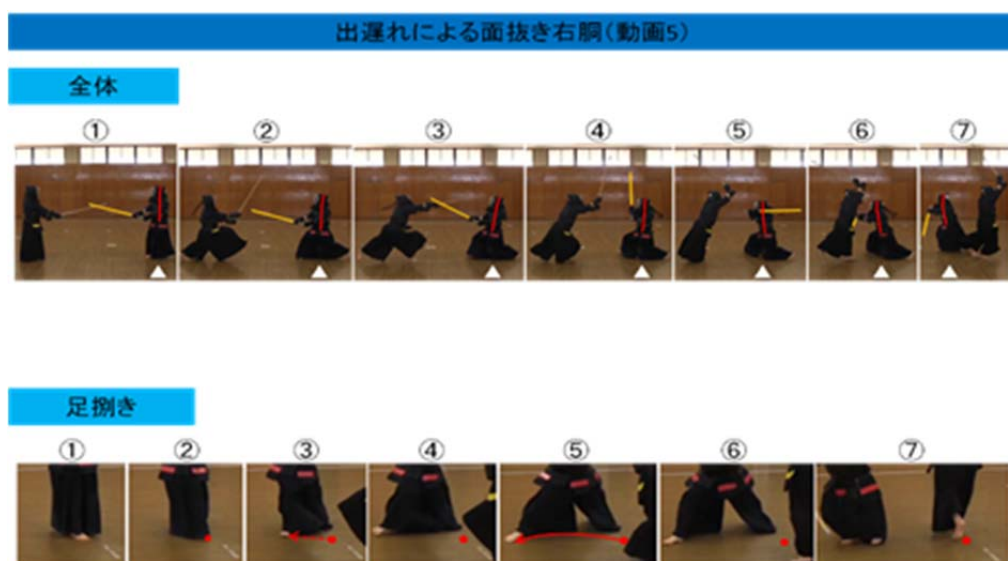 出遅れによる面抜き右胴(動画5)
全体
① ② ③ ④ ⑤ ⑥ ⑦
足捌き
① ② ③ ④ ⑤ ⑥ ⑦